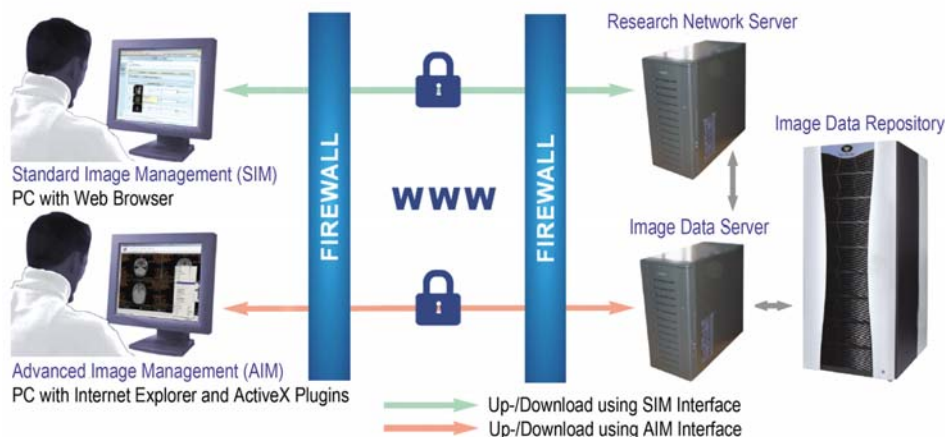 Research Network Server
Image Data Repository
Standard Image Management (SIM)
PC with Web Browser
FIREWALL
WWW
FIREWALL
Image Data Server
Advanced Image Management (AIM)
PC with Internet Explorer and ActiveX Plugins
Up-/Download using SIM Interface
Up-/Download using AIM Interface